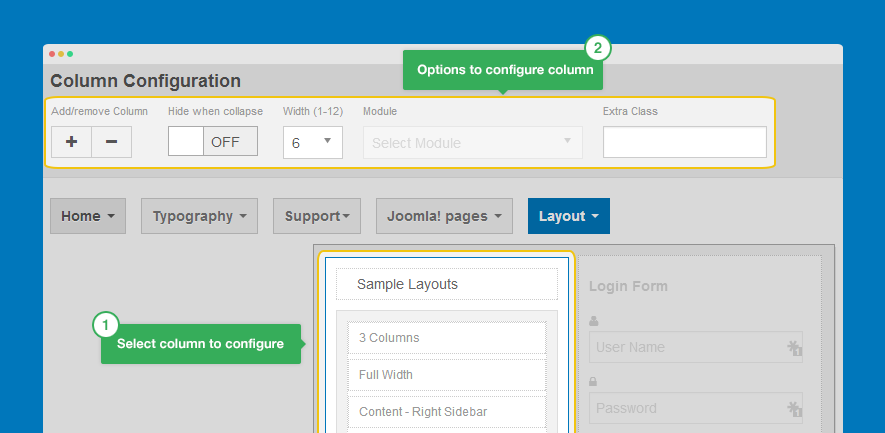 2
Options to configure column
Column Configuration
Add/remove Column Hide when collapse Width (1-12) Module Extra Class
+ − OFF 6 Select Module
Home Typography Support Joomla! pages Layout
Sample Layouts
Login Form
1
Select column to configure
3 Columns
User Name 1
Full Width
Content - Right Sidebar
Password 1